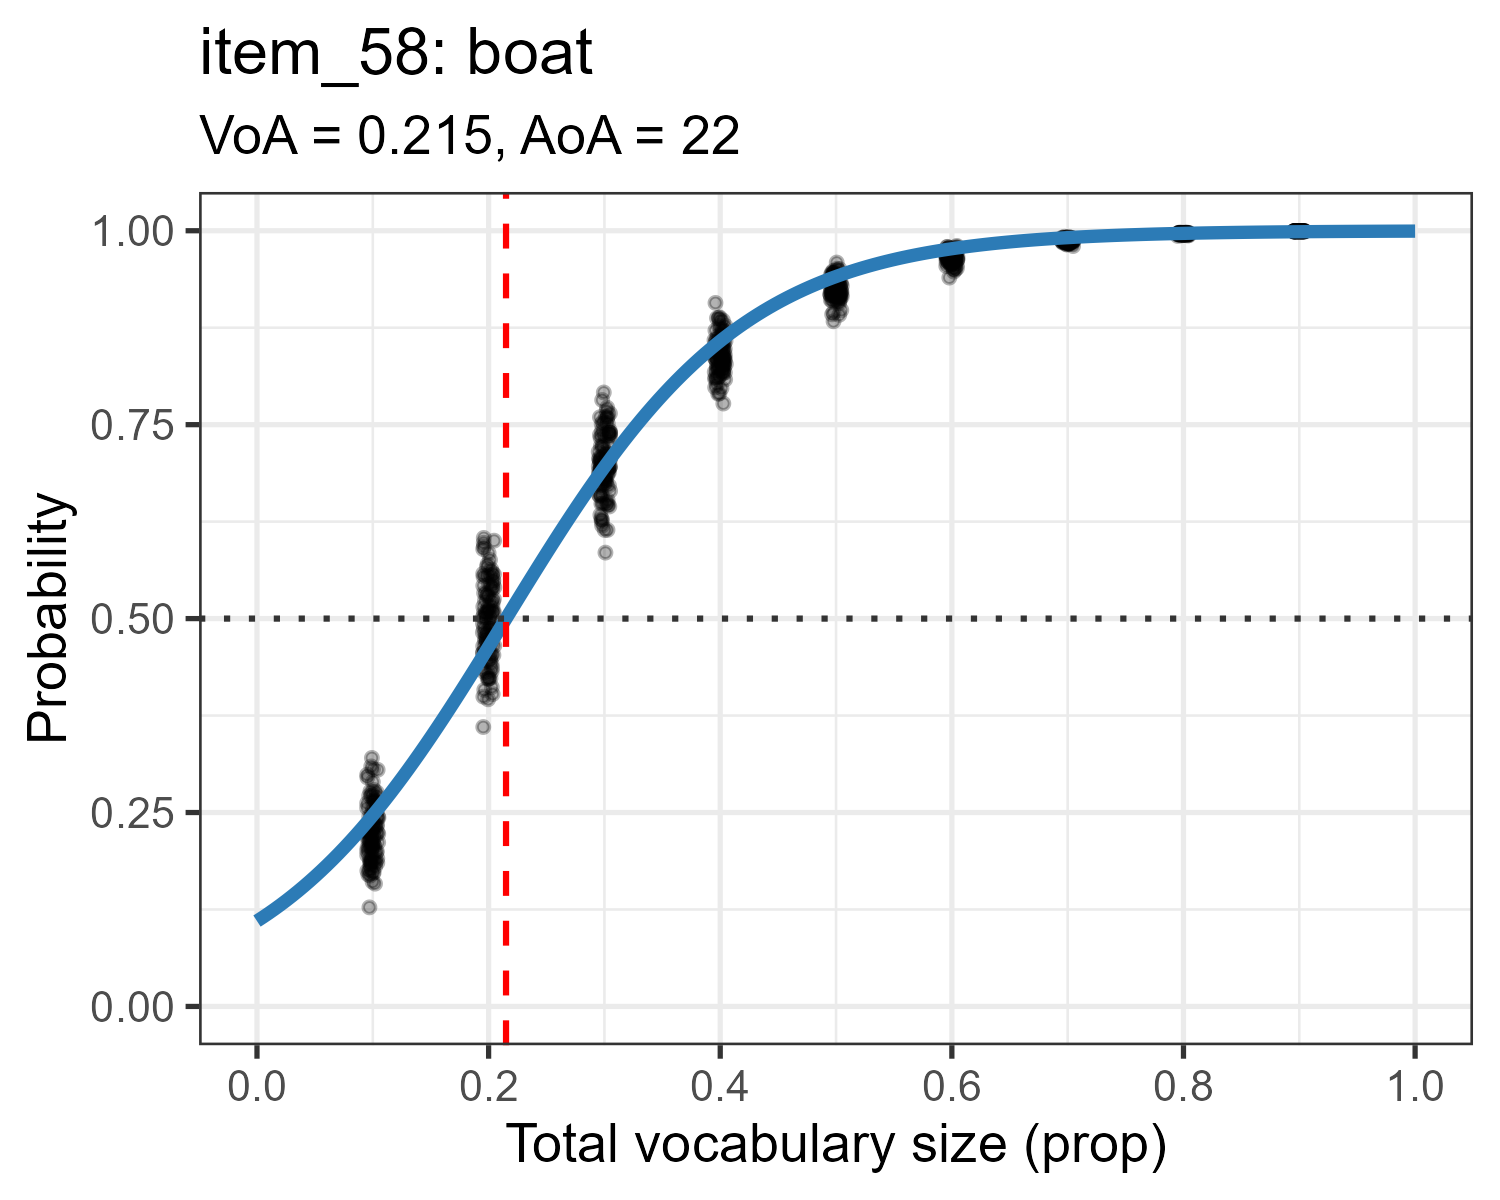 item_58: boat
VoA = 0.215, AoA = 22
Probability
1.00
0.75
0.50
0.25
0.00
0.0 0.2 0.4 0.6 0.8 1.0
Total vocabulary size (prop)